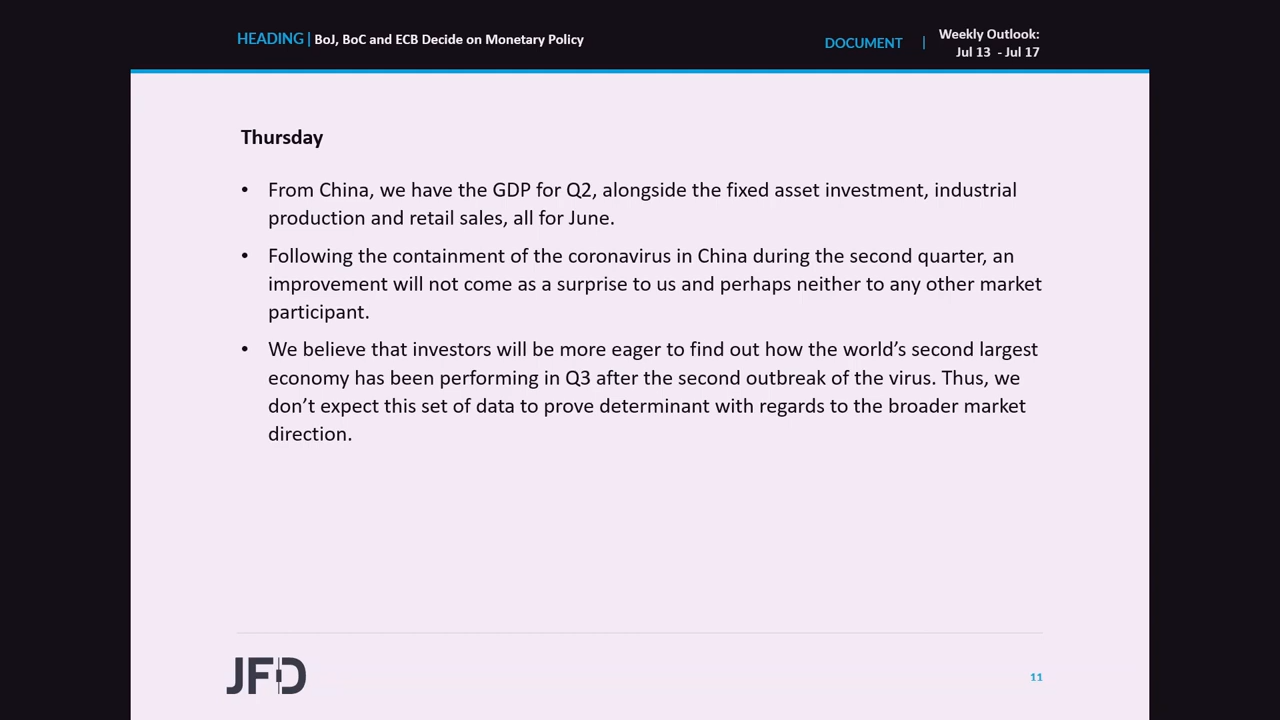 HEADING | BoJ, BoC and ECB Decide on Monetary Policy
DOCUMENT | Weekly Outlook:
Jul 13 - Jul 17
Thursday
• From China, we have the GDP for Q2, alongside the fixed asset investment, industrial
production and retail sales, all for June.
• Following the containment of the coronavirus in China during the second quarter, an
improvement will not come as a surprise to us and perhaps neither to any other market
participant.
• We believe that investors will be more eager to find out how the world’s second largest
economy has been performing in Q3 after the second outbreak of the virus. Thus, we
don’t expect this set of data to prove determinant with regards to the broader market
direction.
JFD
11